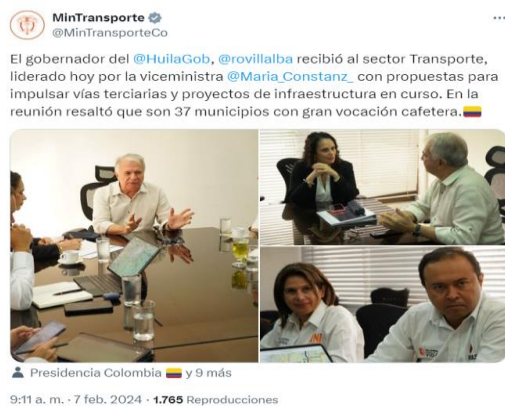 MinTransporte
@MinTransporteCo
El gobernador del @HuilaGob, @rovillalba recibió al sector Transporte,
liderado hoy por la viceministra @Maria_Constanz_ con propuestas para
impulsar vías terciarias y proyectos de infraestructura en curso. En la
reunión resaltó que son 37 municipios con gran vocación cafetera.
Presidencia Colombia y 9 más
9:11 a. m. · 7 feb. 2024 · 1.765 Reproducciones